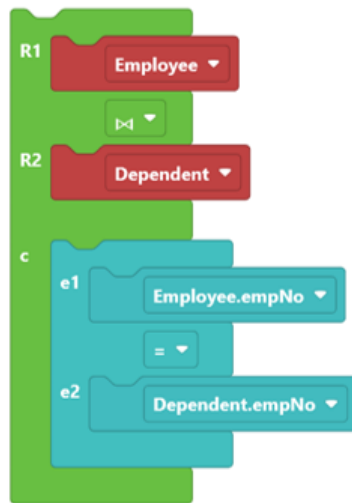 R1
Employee
⋈
R2
Dependent
c
e1
Employee.empNo
=
e2
Dependent.empNo